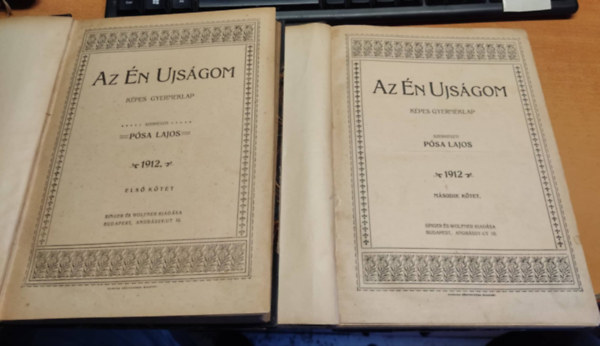 AZ ÉN UJSÁGOM
KÉPES GYERMEKLAP
SZERKESZTI
PÓSA LAJOS
1912.
ELSŐ KÖTET
SINGER ÉS WOLFNER KIADÁSA
BUDAPEST, ANDRÁSSY-ÚT 10.
AZ ÉN UJSÁGOM
KÉPES GYERMEKLAP
SZERKESZTI
PÓSA LAJOS
1912
MÁSODIK KÖTET.
SINGER ÉS WOLFNER KIADÁSA
BUDAPEST, ANDRÁSSY-ÚT 10.